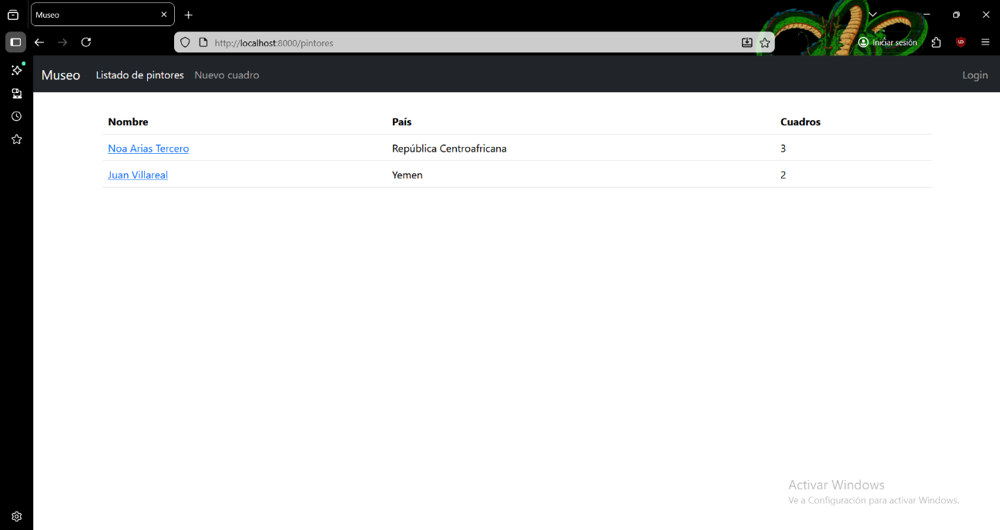 Museo
http://localhost:8000/pintores
Iniciar sesión
Museo Listado de pintores Nuevo cuadro Login
Nombre País Cuadros
Noa Arias Tercero República Centroafricana 3
Juan Villareal Yemen 2
Activar Windows
Ve a Configuración para activar Windows.